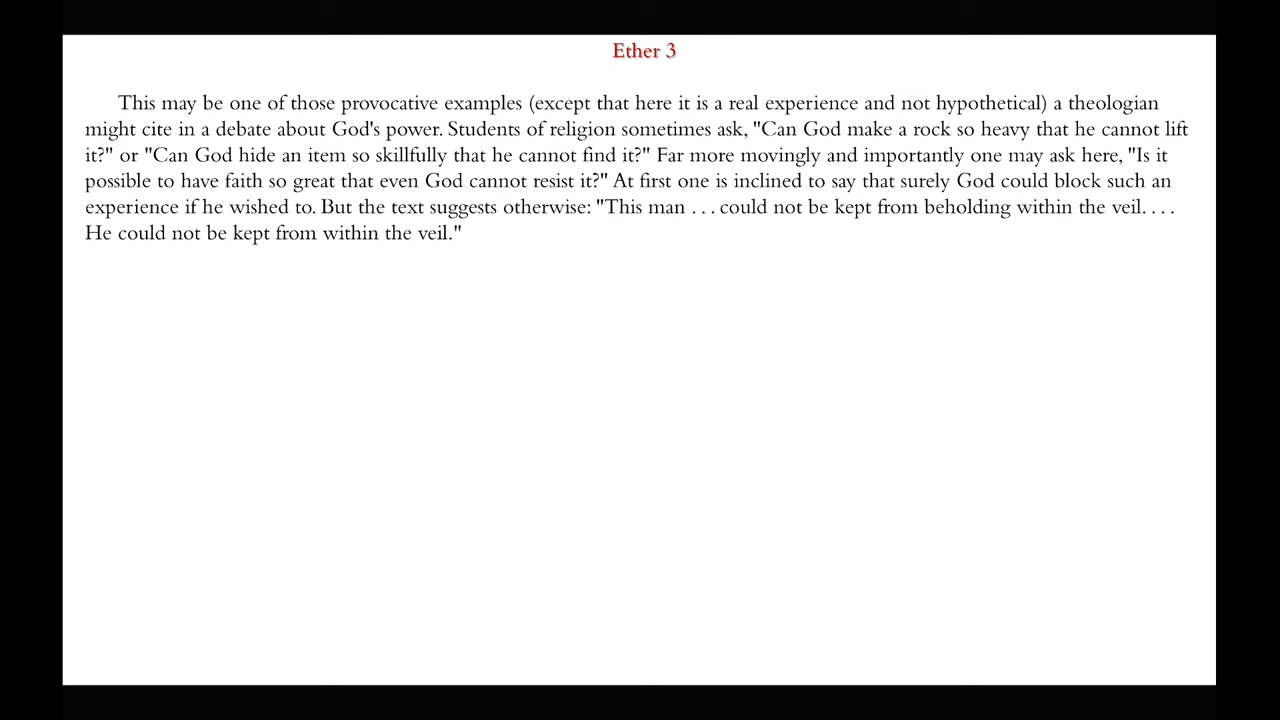 Ether 3
This may be one of those provocative examples (except that here it is a real experience and not hypothetical) a theologian
might cite in a debate about God's power. Students of religion sometimes ask, "Can God make a rock so heavy that he cannot lift
it?" or "Can God hide an item so skillfully that he cannot find it?" Far more movingly and importantly one may ask here, "Is it
possible to have faith so great that even God cannot resist it?" At first one is inclined to say that surely God could block such an
experience if he wished to. But the text suggests otherwise: "This man . . . could not be kept from beholding within the veil. . . .
He could not be kept from within the veil."